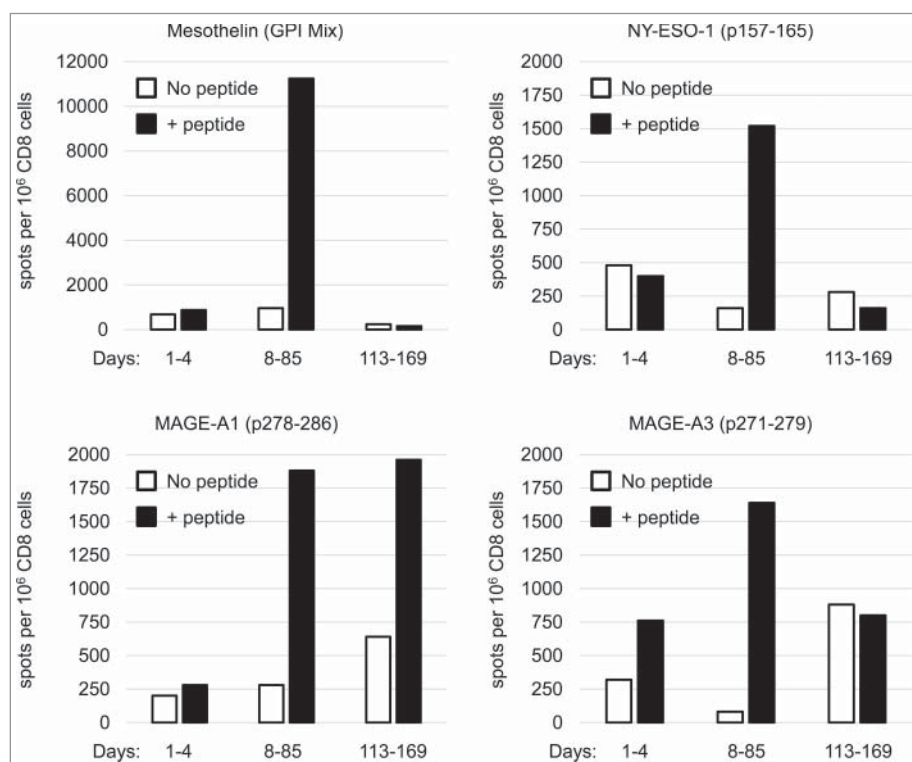 Mesothelin (GPI Mix)
spots per 10⁶ CD8 cells
12000
10000
8000
6000
4000
2000
0
No peptide
+ peptide
Days: 1-4 8-85 113-169
NY-ESO-1 (p157-165)
spots per 10⁶ CD8 cells
2000
1750
1500
1250
1000
750
500
250
0
No peptide
+ peptide
Days: 1-4 8-85 113-169
MAGE-A1 (p278-286)
spots per 10⁶ CD8 cells
2000
1750
1500
1250
1000
750
500
250
0
No peptide
+ peptide
Days: 1-4 8-85 113-169
MAGE-A3 (p271-279)
spots per 10⁶ CD8 cells
2000
1750
1500
1250
1000
750
500
250
0
No peptide
+ peptide
Days: 1-4 8-85 113-169